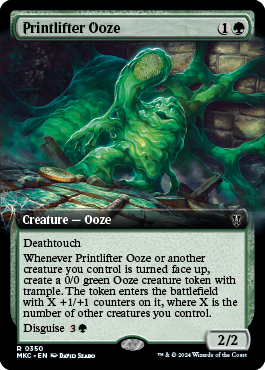 Printlifter Ooze 1
Creature — Ooze
Deathtouch
Whenever Printlifter Ooze or another
creature you control is turned face up,
create a 0/0 green Ooze creature token with
trample. The token enters the battlefield
with X +1/+1 counters on it, where X is the
number of other creatures you control.
Disguise 3
2/2
R 0350
MKC • EN DAVID SZABO
™ & © 2024 Wizards of the Coast